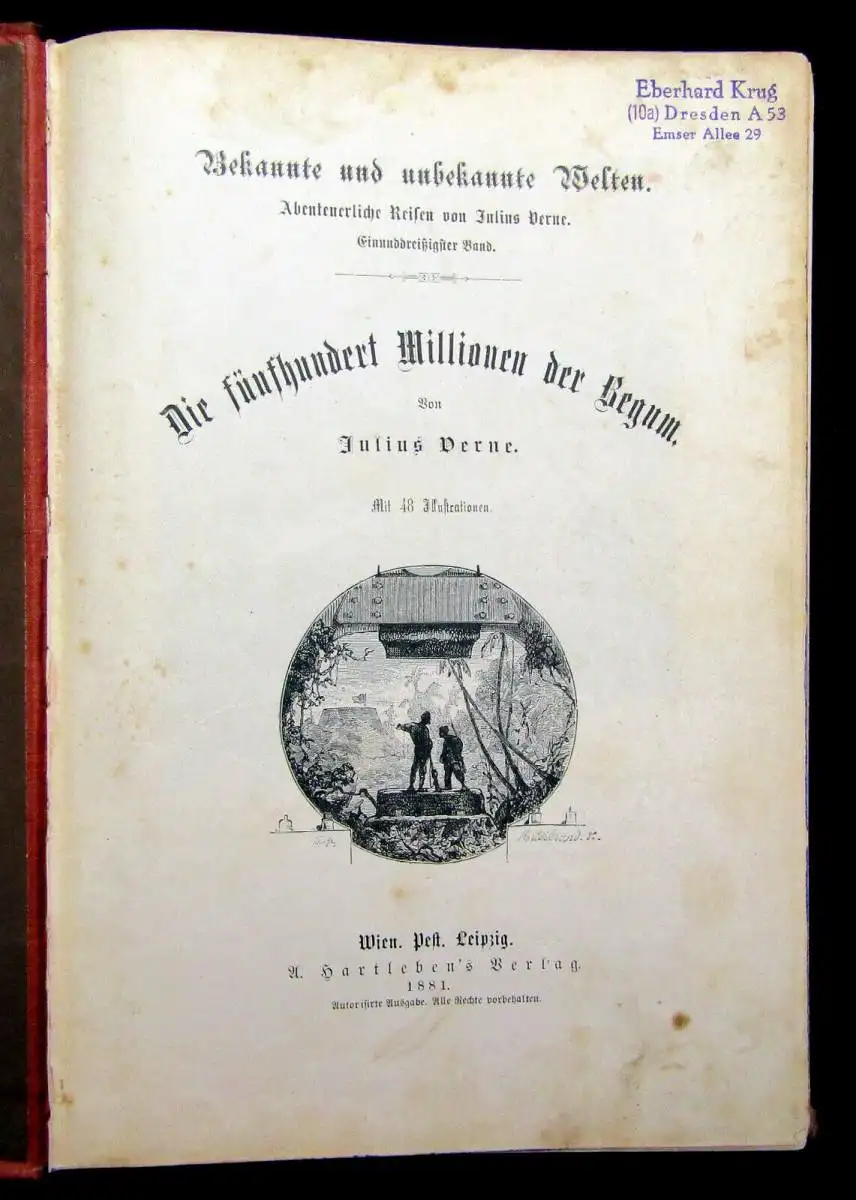 Eberhard Krug
(10a) Dresden A 53
Emser Allee 29
Bekannte und unbekannte Welten.
Abenteuerliche Reisen von Julius Verne.
Einunddreißigster Band.
Die fünfhundert Millionen der Begum.
Von
Julius Verne.
Mit 48 Illustrationen.
Wien. Pest. Leipzig.
A. Hartleben's Verlag.
1881.
Autorisirte Ausgabe. Alle Rechte vorbehalten.